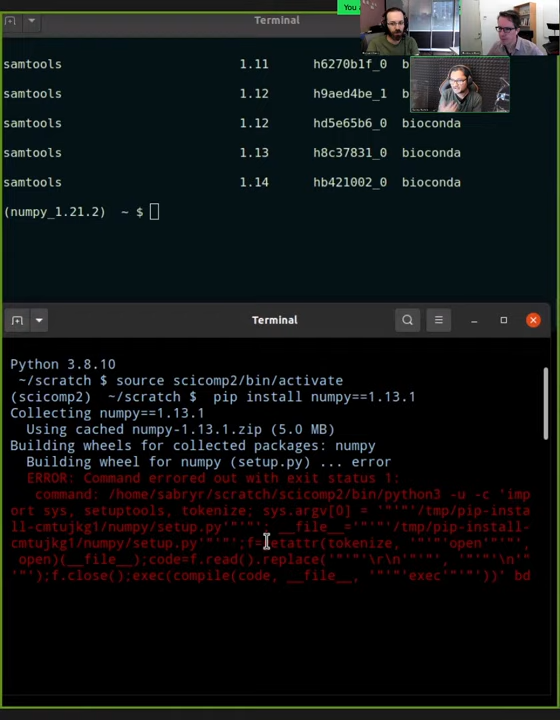 Terminal
samtools 1.11 h6270b1f_0
samtools 1.12 h9aed4be_1
samtools 1.12 hd5e65b6_0 bioconda
samtools 1.13 h8c37831_0 bioconda
samtools 1.14 hb421002_0 bioconda
(numpy_1.21.2) ~ $
Terminal
Python 3.8.10
~/scratch $ source scicomp2/bin/activate
(scicomp2) ~/scratch $ pip install numpy==1.13.1
Collecting numpy==1.13.1
Using cached numpy-1.13.1.zip (5.0 MB)
Building wheels for collected packages: numpy
Building wheel for numpy (setup.py) ... error
ERROR: Command errored out with exit status 1:
command: /home/sabryr/scratch/scicomp2/bin/python3 -u -c 'imp
ort sys, setuptools, tokenize; sys.argv[0] = '"'"'/tmp/pip-insta
ll-cmtujkg1/numpy/setup.py'"'"'; __file__='"'"'/tmp/pip-install-
cmtujkg1/numpy/setup.py'"'"';f=getattr(tokenize, '"'"'open'"'"',
open)(__file__);code=f.read().replace('"'"'\r\n'"'"', '"'"'\n'"'
"');f.close();exec(compile(code, __file__, '"'"'exec'"'"'))' bd